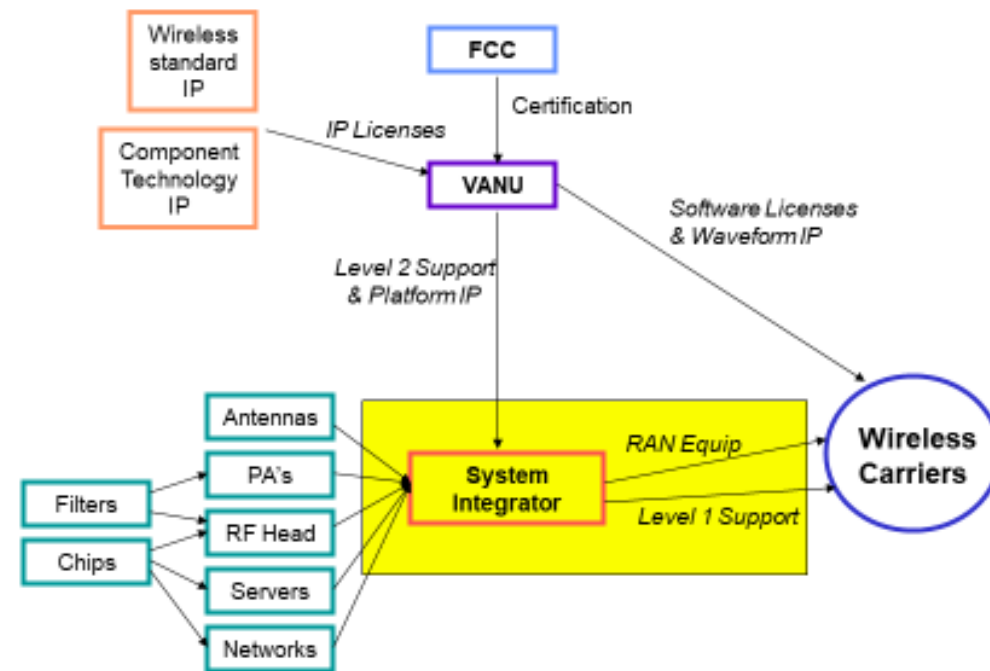 Wireless
standard
IP
FCC
Certification
Component
Technology
IP
IP Licenses
VANU
Software Licenses
& Waveform IP
Level 2 Support
& Platform IP
Antennas
PA's
Filters
RF Head
Chips
Servers
Networks
System
Integrator
RAN Equip
Level 1 Support
Wireless
Carriers